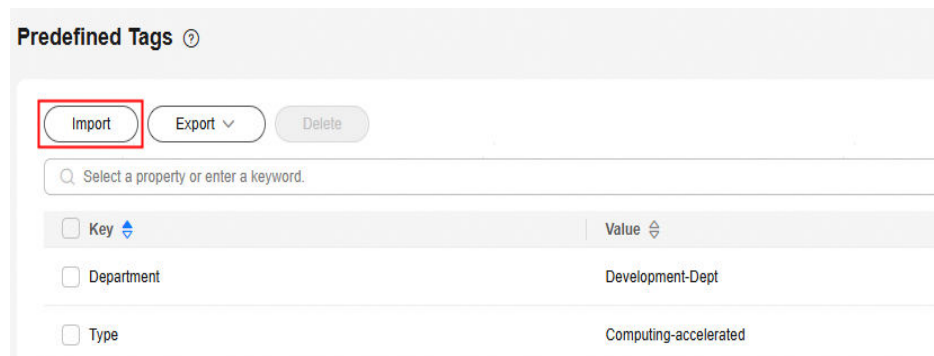 Predefined Tags ?
Import Export Delete
Select a property or enter a keyword.
Key Value
Department Development-Dept
Type Computing-accelerated